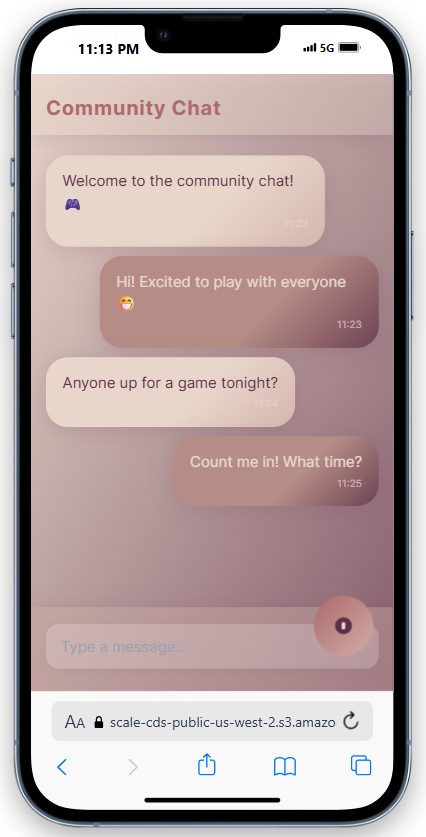 11:13 PM 5G
Community Chat
Welcome to the community chat!
🎮
11:22
Hi! Excited to play with everyone
😁
11:23
Anyone up for a game tonight?
11:24
Count me in! What time?
11:25
Type a message...
AA scale-cds-public-us-west-2.s3.amazo